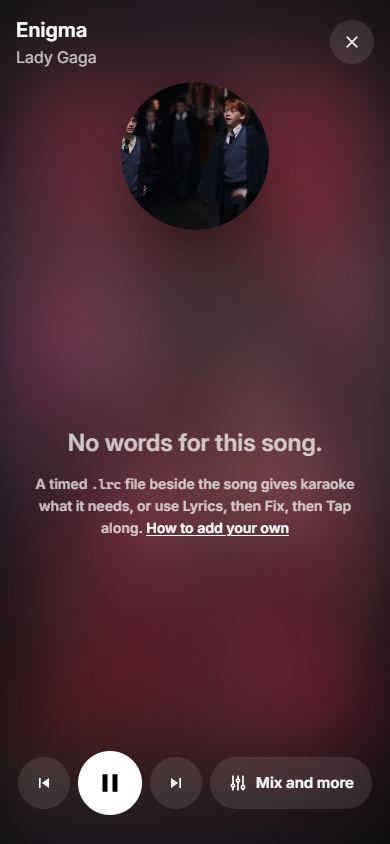 Enigma
Lady Gaga
No words for this song.
A timed .lrc file beside the song gives karaoke
what it needs, or use Lyrics, then Fix, then Tap
along. How to add your own
Mix and more